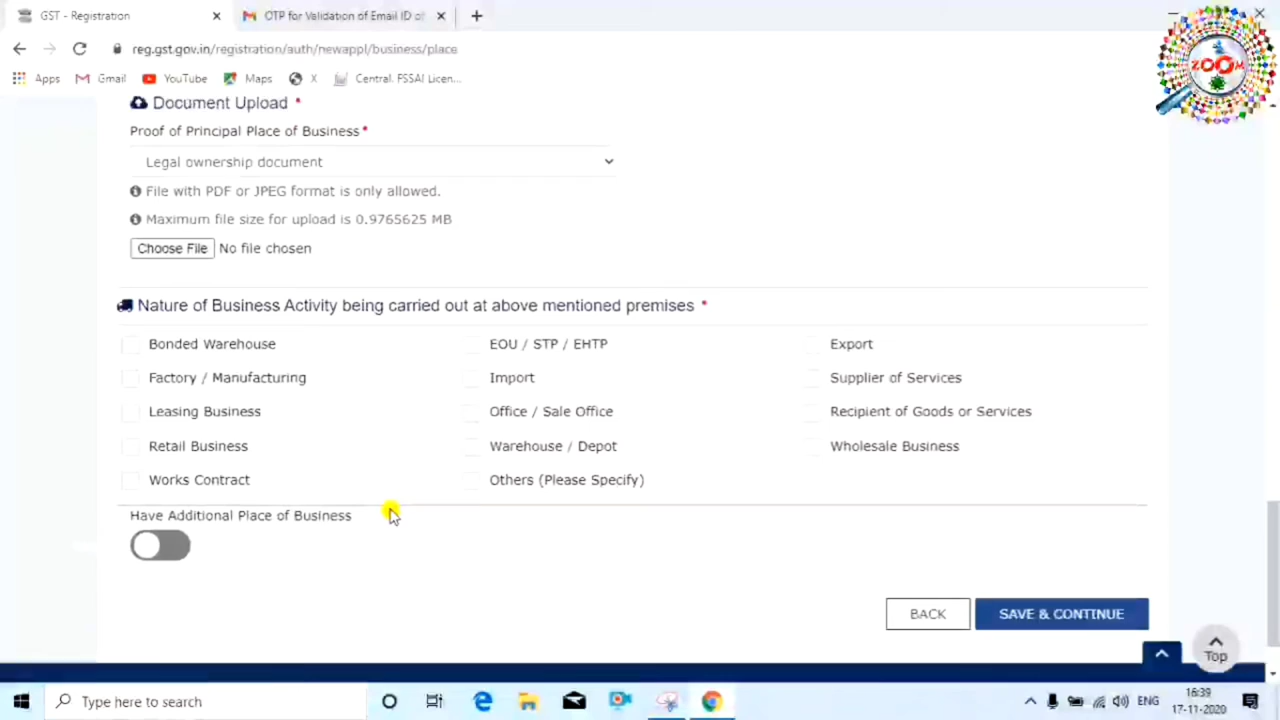 GST - Registration
OTP for Validation of Email ID of
reg.gst.gov.in/registration/auth/newappl/business/place
Apps
Gmail
YouTube
Maps
X
Central. FSSAI Licen...
ZOOM
Document Upload *
Proof of Principal Place of Business*
Legal ownership document
File with PDF or JPEG format is only allowed.
Maximum file size for upload is 0.9765625 MB
Choose File No file chosen
Nature of Business Activity being carried out at above mentioned premises *
Bonded Warehouse
EOU / STP / EHTP
Export
Factory / Manufacturing
Import
Supplier of Services
Leasing Business
Office / Sale Office
Recipient of Goods or Services
Retail Business
Warehouse / Depot
Wholesale Business
Works Contract
Others (Please Specify)
Have Additional Place of Business
BACK
SAVE & CONTINUE
Top
Type here to search
ENG
16:39
17-11-2020